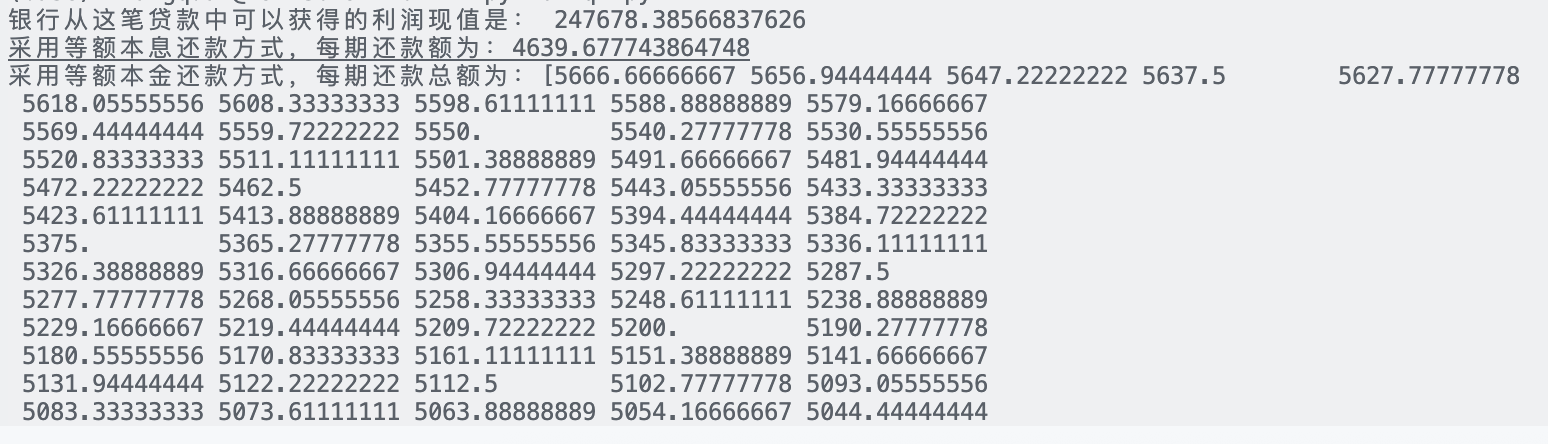 银行从这笔贷款中可以获得的利润现值是： 247678.38566837626
采用等额本息还款方式，每期还款额为：4639.677743864748
采用等额本金还款方式，每期还款总额为：[5666.66666667 5656.94444444 5647.22222222 5637.5 5627.77777778
5618.05555556 5608.33333333 5598.61111111 5588.88888889 5579.16666667
5569.44444444 5559.72222222 5550. 5540.27777778 5530.55555556
5520.83333333 5511.11111111 5501.38888889 5491.66666667 5481.94444444
5472.22222222 5462.5 5452.77777778 5443.05555556 5433.33333333
5423.61111111 5413.88888889 5404.16666667 5394.44444444 5384.72222222
5375. 5365.27777778 5355.55555556 5345.83333333 5336.11111111
5326.38888889 5316.66666667 5306.94444444 5297.22222222 5287.5
5277.77777778 5268.05555556 5258.33333333 5248.61111111 5238.88888889
5229.16666667 5219.44444444 5209.72222222 5200. 5190.27777778
5180.55555556 5170.83333333 5161.11111111 5151.38888889 5141.66666667
5131.94444444 5122.22222222 5112.5 5102.77777778 5093.05555556
5083.33333333 5073.61111111 5063.88888889 5054.16666667 5044.44444444